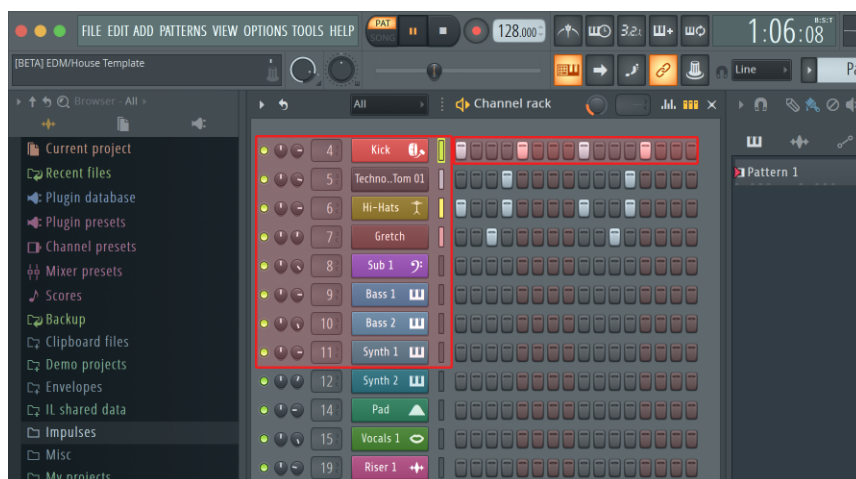 FILE EDIT ADD PATTERNS VIEW OPTIONS TOOLS HELP
PAT
SONG
128.000
3.2.1
1:06:08
B:S:T
[BETA] EDM/House Template
Line
Browser - All
All
Channel rack
Current project
Recent files
Plugin database
Plugin presets
Channel presets
Mixer presets
Scores
Backup
Clipboard files
Demo projects
Envelopes
IL shared data
Impulses
Misc
My projects
4 Kick
5 Techno..Tom 01
6 Hi-Hats
7 Gretch
8 Sub 1
9 Bass 1
10 Bass 2
11 Synth 1
12 Synth 2
14 Pad
15 Vocals 1
19 Riser 1
Pattern 1